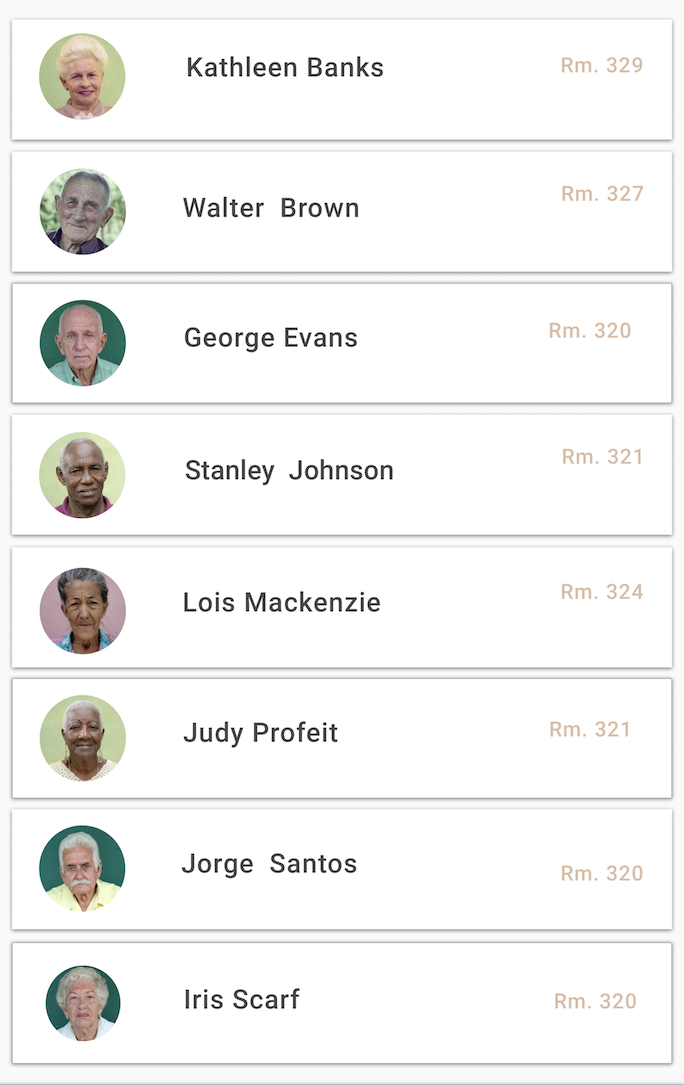 Kathleen Banks Rm. 329
Walter Brown Rm. 327
George Evans Rm. 320
Stanley Johnson Rm. 321
Lois Mackenzie Rm. 324
Judy Profeit Rm. 321
Jorge Santos Rm. 320
Iris Scarf Rm. 320